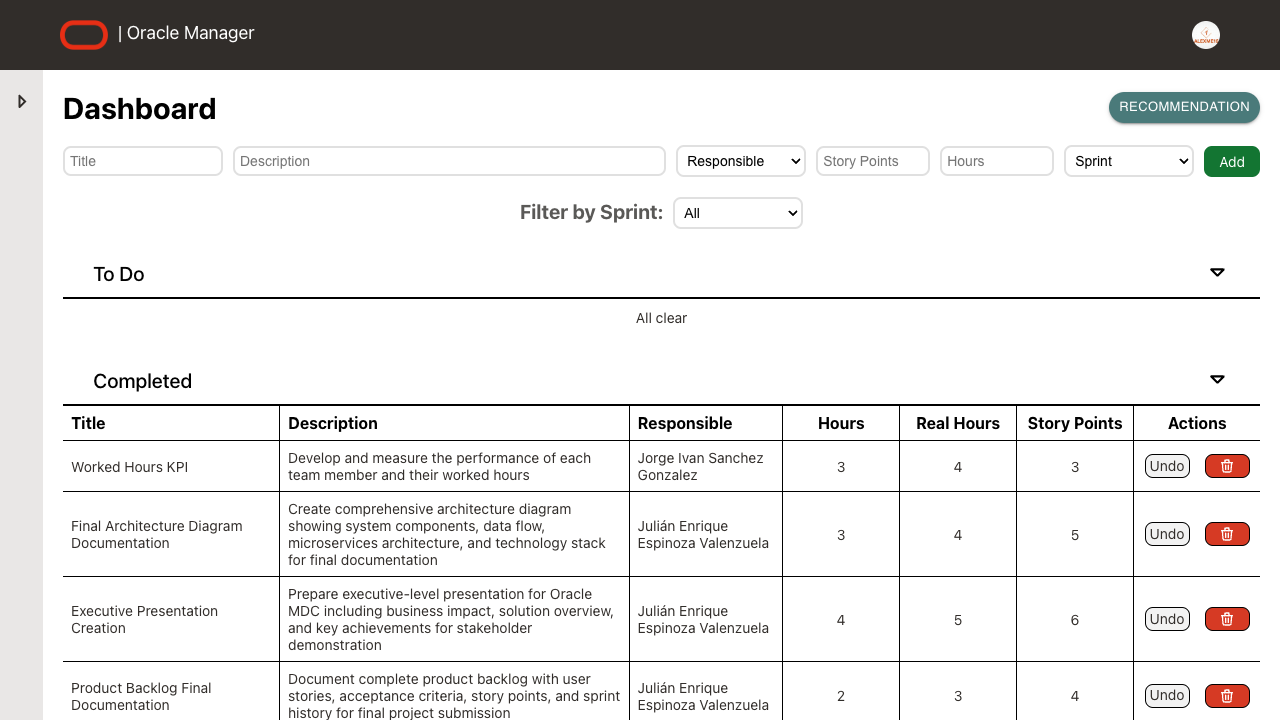 | Oracle Manager
ALEXIMEIS
Dashboard
RECOMMENDATION
Title
Description
Responsible
Story Points
Hours
Sprint
Add
Filter by Sprint:
All
To Do
All clear
Completed
Title
Description
Responsible
Hours
Real Hours
Story Points
Actions
Worked Hours KPI
Develop and measure the performance of each
team member and their worked hours
Jorge Ivan Sanchez
Gonzalez
3
4
3
Undo
Final Architecture Diagram
Documentation
Create comprehensive architecture diagram
showing system components, data flow,
microservices architecture, and technology stack
for final documentation
Julián Enrique
Espinoza Valenzuela
3
4
5
Undo
Executive Presentation
Creation
Prepare executive-level presentation for Oracle
MDC including business impact, solution overview,
and key achievements for stakeholder
demonstration
Julián Enrique
Espinoza Valenzuela
4
5
6
Undo
Product Backlog Final
Documentation
Document complete product backlog with user
stories, acceptance criteria, story points, and sprint
history for final project submission
Julián Enrique
Espinoza Valenzuela
2
3
4
Undo